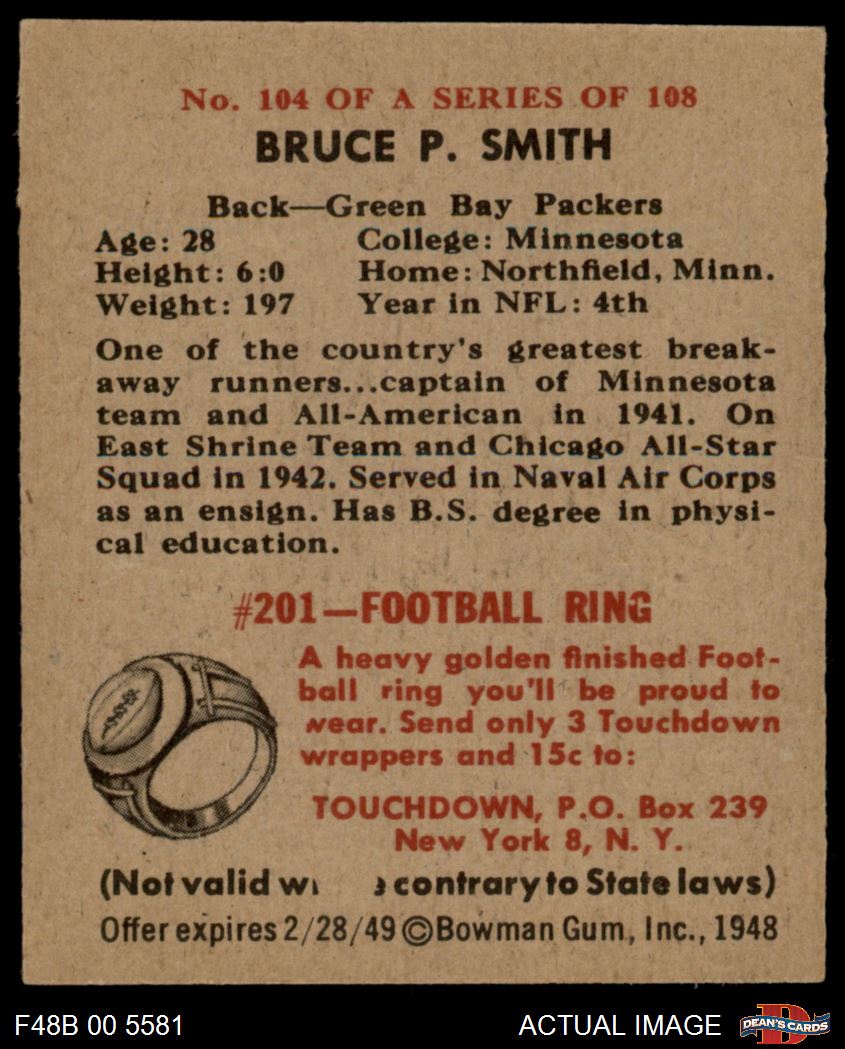 No. 104 OF A SERIES OF 108
BRUCE P. SMITH
Back—Green Bay Packers
Age: 28 College: Minnesota
Height: 6:0 Home: Northfield, Minn.
Weight: 197 Year in NFL: 4th
One of the country's greatest break-
away runners...captain of Minnesota
team and All-American in 1941. On
East Shrine Team and Chicago All-Star
Squad in 1942. Served in Naval Air Corps
as an ensign. Has B.S. degree in physi-
cal education.
#201—FOOTBALL RING
A heavy golden finished Foot-
ball ring you'll be proud to
wear. Send only 3 Touchdown
wrappers and 15c to:
TOUCHDOWN, P.O. Box 239
New York 8, N. Y.
(Not valid contrary to State laws)
Offer expires 2/28/49 ©Bowman Gum, Inc., 1948
F48B 00 5581
ACTUAL IMAGE
DEAN'S CARDS